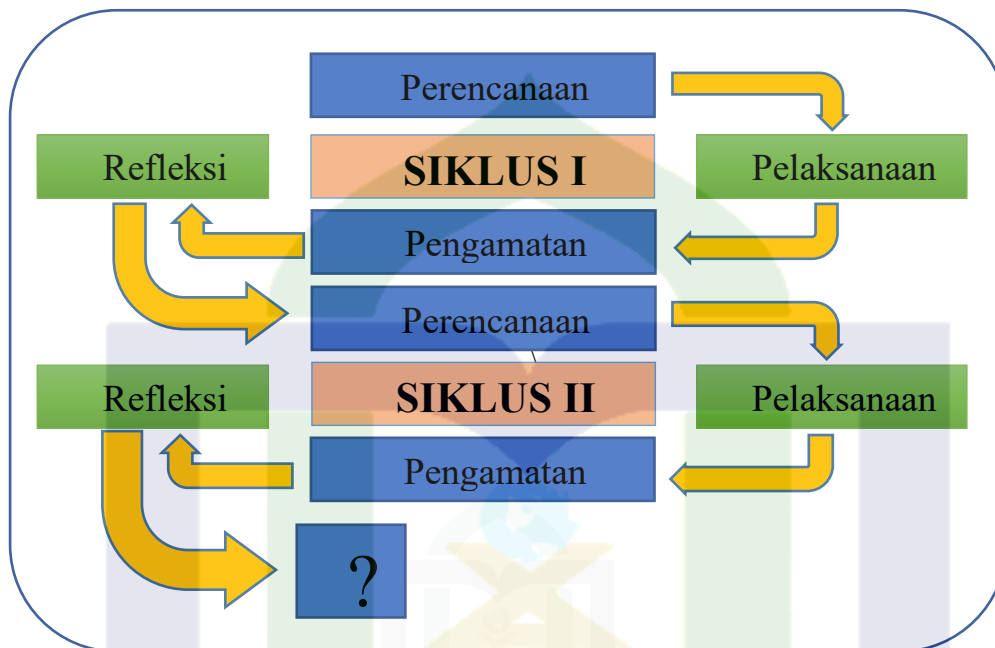 Perencanaan
Refleksi
SIKLUS I
Pelaksanaan
Pengamatan
Perencanaan
Refleksi
SIKLUS II
Pelaksanaan
Pengamatan
?